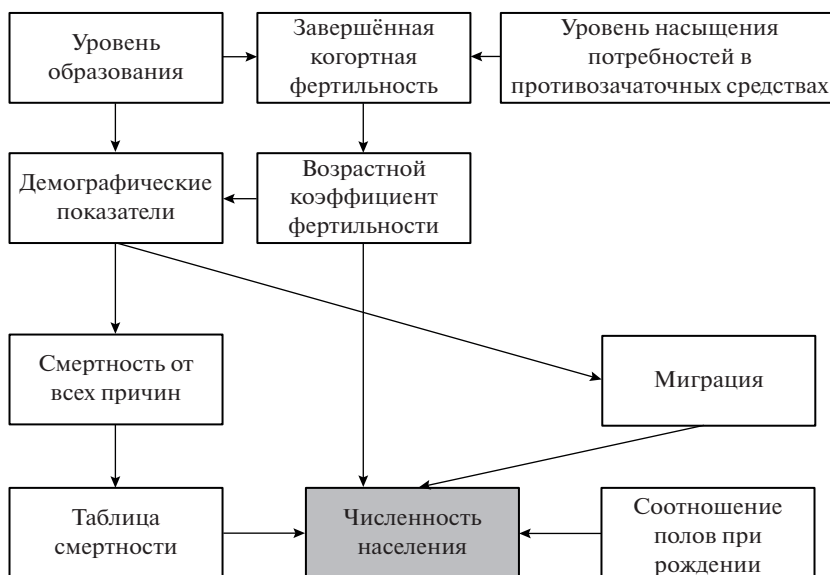 Уровень
образования
Завершённая
когортная
фертильность
Уровень насыщения
потребностей в
противозачаточных средствах
Демографические
показатели
Возрастной
коэффициент
фертильности
Смертность от
всех причин
Миграция
Таблица
смертности
Численность
населения
Соотношение
полов при
рождении